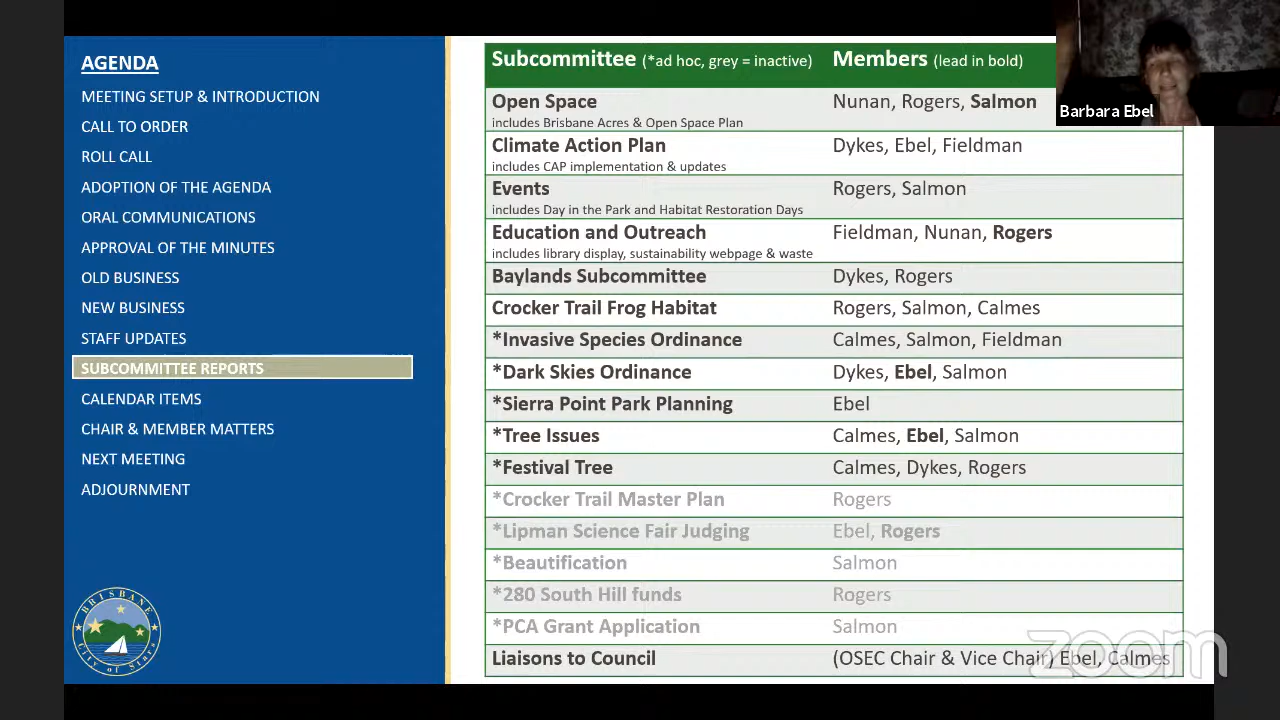 AGENDA
MEETING SETUP & INTRODUCTION
CALL TO ORDER
ROLL CALL
ADOPTION OF THE AGENDA
ORAL COMMUNICATIONS
APPROVAL OF THE MINUTES
OLD BUSINESS
NEW BUSINESS
STAFF UPDATES
SUBCOMMITTEE REPORTS
CALENDAR ITEMS
CHAIR & MEMBER MATTERS
NEXT MEETING
ADJOURNMENT
BRISBANE
City of Stars
Subcommittee (*ad hoc, grey = inactive) Members (lead in bold)
Open Space Nunan, Rogers, Salmon
includes Brisbane Acres & Open Space Plan
Climate Action Plan Dykes, Ebel, Fieldman
includes CAP implementation & updates
Events Rogers, Salmon
includes Day in the Park and Habitat Restoration Days
Education and Outreach Fieldman, Nunan, Rogers
includes library display, sustainability webpage & waste
Baylands Subcommittee Dykes, Rogers
Crocker Trail Frog Habitat Rogers, Salmon, Calmes
*Invasive Species Ordinance Calmes, Salmon, Fieldman
*Dark Skies Ordinance Dykes, Ebel, Salmon
*Sierra Point Park Planning Ebel
*Tree Issues Calmes, Ebel, Salmon
*Festival Tree Calmes, Dykes, Rogers
*Crocker Trail Master Plan Rogers
*Lipman Science Fair Judging Ebel, Rogers
*Beautification Salmon
*280 South Hill funds Rogers
*PCA Grant Application Salmon
Liaisons to Council (OSEC Chair & Vice Chair) Ebel, Calmes
Barbara Ebel
zoom